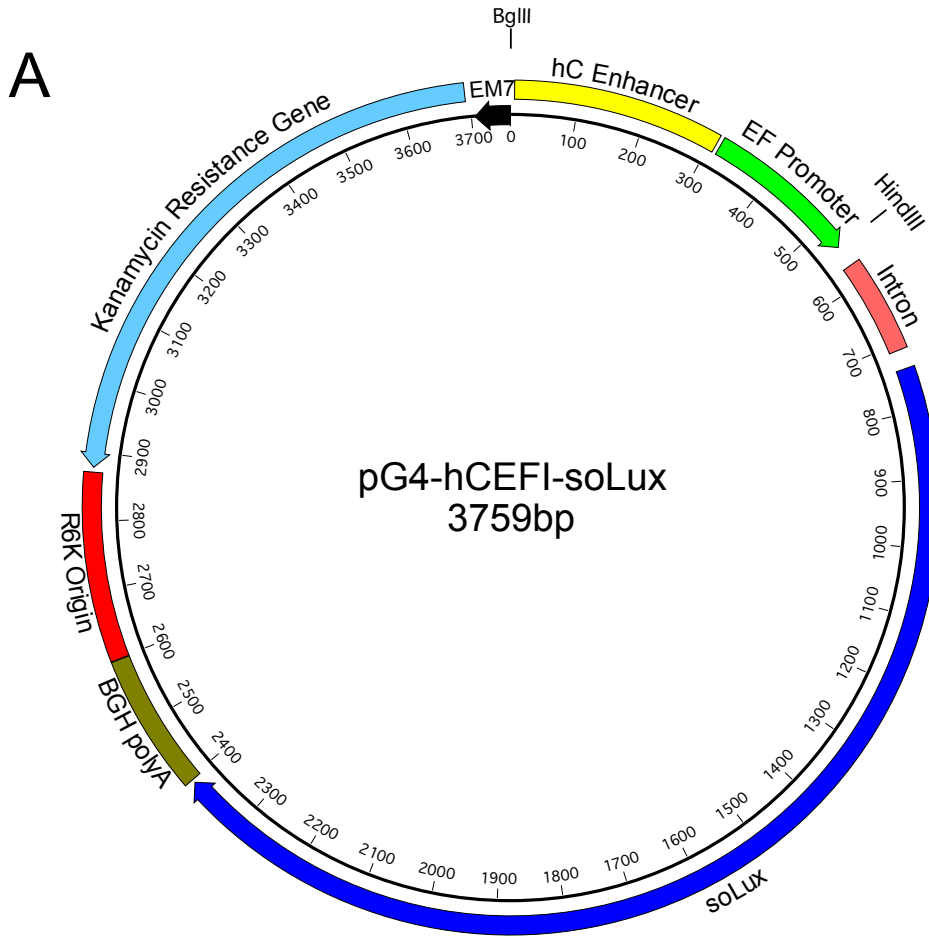 A
BglII
hC Enhancer
EF Promoter
HindIII
Intron
soLux
BGH polyA
R6K Origin
Kanamycin Resistance Gene
EM7
0
100
200
300
400
500
600
700
800
900
1000
1100
1200
1300
1400
1500
1600
1700
1800
1900
2000
2100
2200
2300
2400
2500
2600
2700
2800
2900
3000
3100
3200
3300
3400
3500
3600
3700
pG4-hCEFI-soLux
3759bp